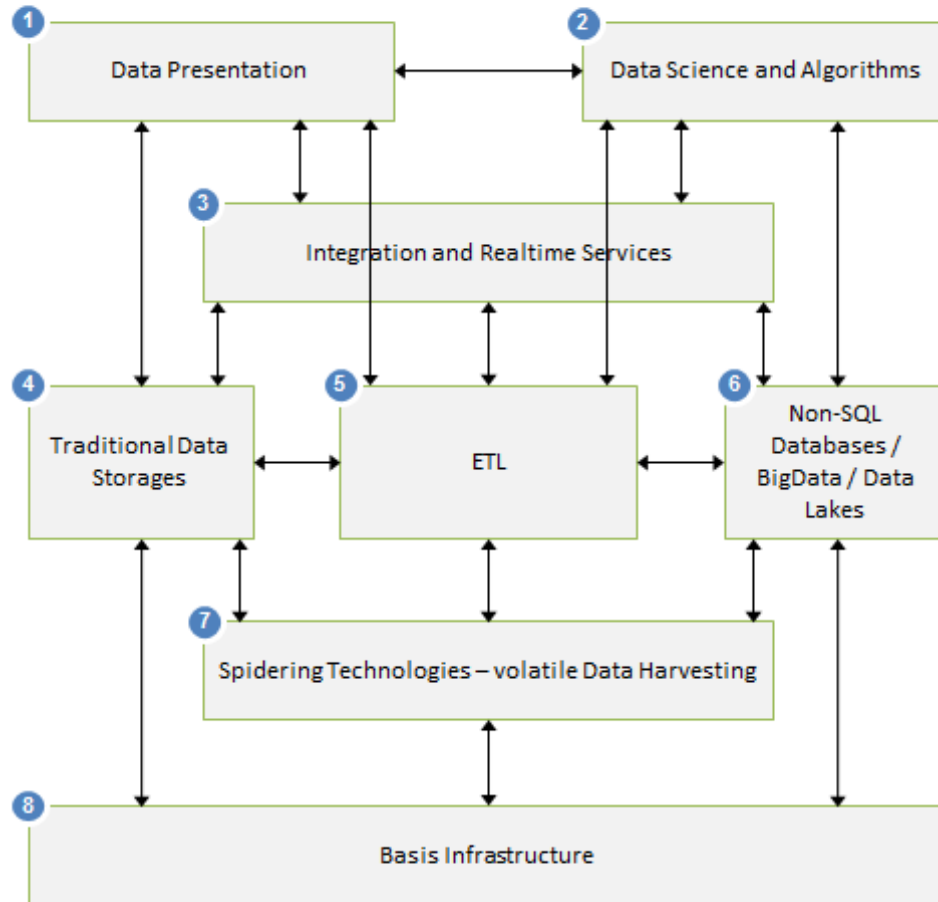 1
Data Presentation
2
Data Science and Algorithms
3
Integration and Realtime Services
4
Traditional Data
Storages
5
ETL
6
Non-SQL
Databases /
BigData / Data
Lakes
7
Spidering Technologies – volatile Data Harvesting
8
Basis Infrastructure